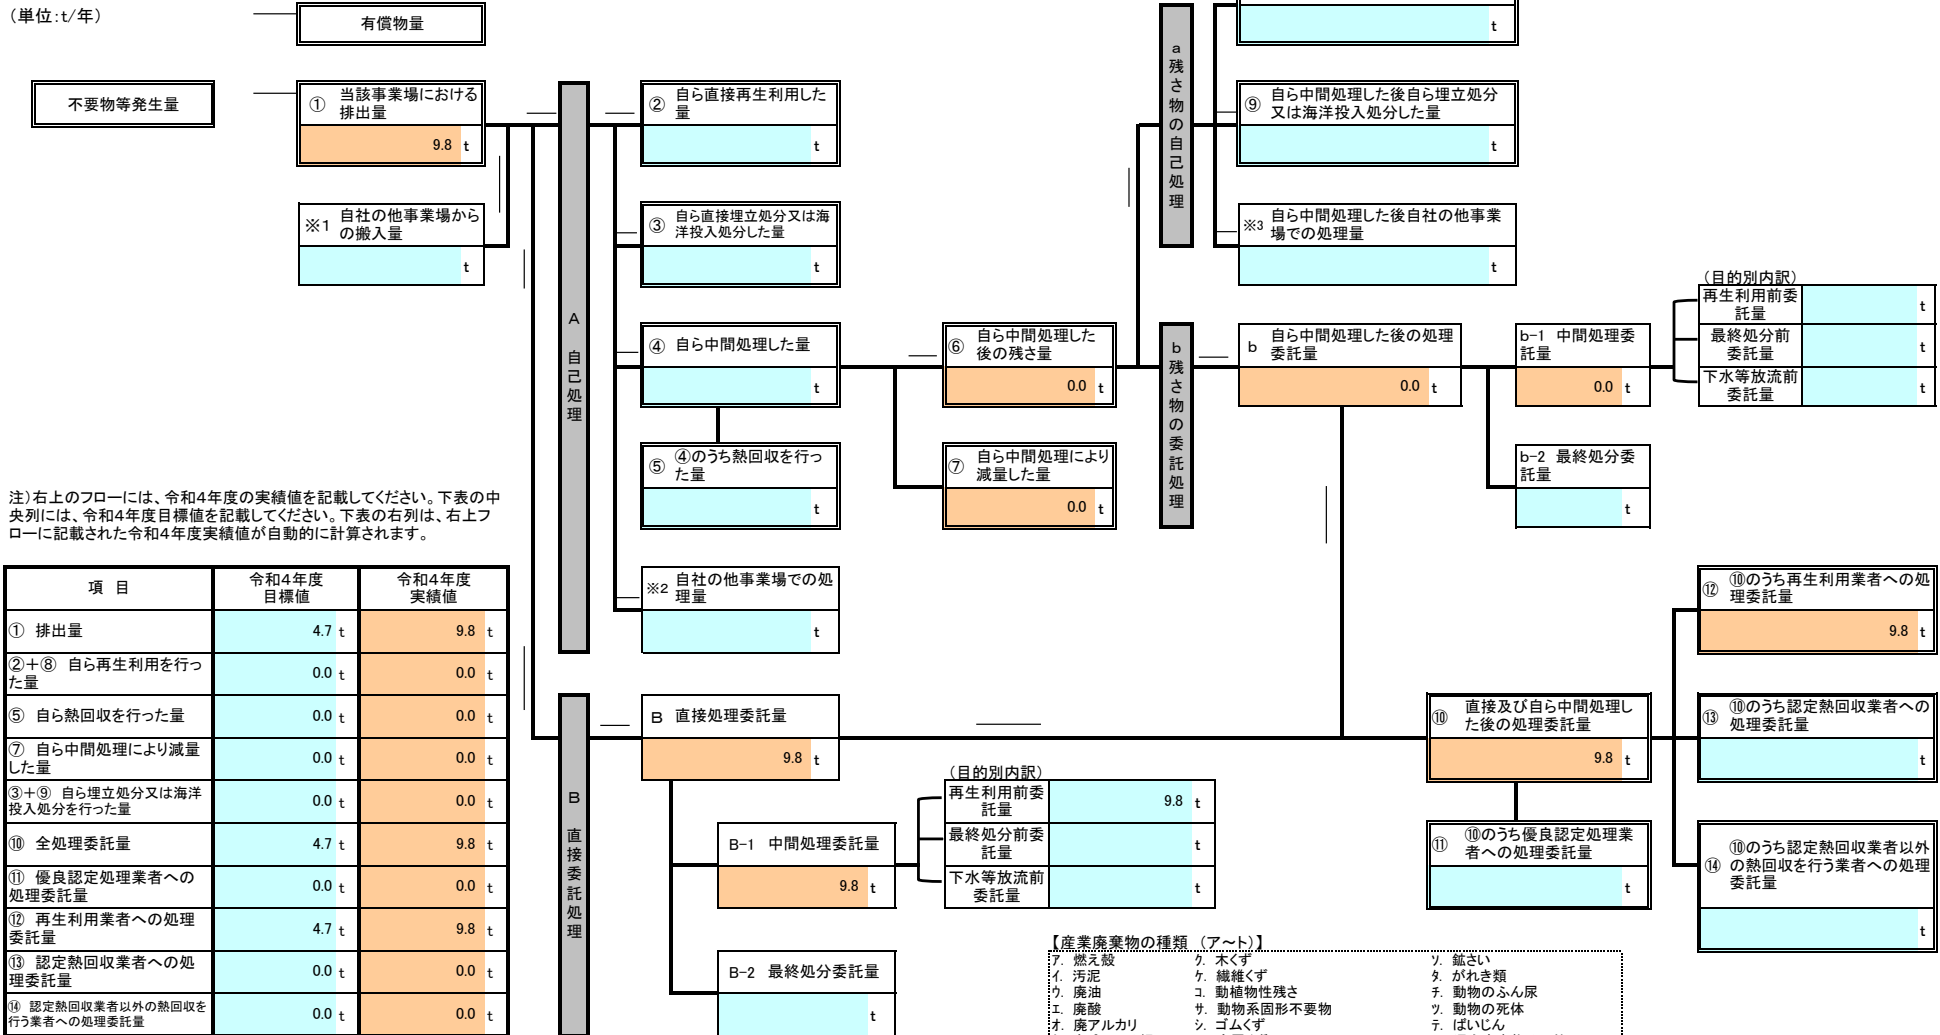 (単位:t/年)
有償物量
不要物等発生量
① 当該事業場における
排出量
9.8 t
※1 自社の他事業場から
の搬入量
t
A 自己処理
② 自ら直接再生利用した
量
t
③ 自ら直接埋立処分又は海
洋投入処分した量
t
④ 自ら中間処理した量
t
⑤ ④のうち熱回収を行っ
た量
t
※2 自社の他事業場での処
理量
t
⑥ 自ら中間処理した
後の残さ量
0.0 t
⑦ 自ら中間処理により
減量した量
0.0 t
a 残さ物の自己処理
t
⑨ 自ら中間処理した後自ら埋立処分
又は海洋投入処分した量
t
※3 自ら中間処理した後自社の他事業
場での処理量
t
b 残さ物の委託処理
b 自ら中間処理した後の処理
委託量
0.0 t
b-1 中間処理委
託量
0.0 t
b-2 最終処分委
託量
t
(目的別内訳)
再生利用前委
託量
t
最終処分前
委託量
t
下水等放流前
委託量
t
注)右上のフローには、令和4年度の実績値を記載してください。下表の中
央列には、令和4年度目標値を記載してください。下表の右列は、右上フ
ローに記載された令和4年度実績値が自動的に計算されます。
項 目 令和4年度
目標値 令和4年度
実績値
① 排出量 4.7 t 9.8 t
②+⑧ 自ら再生利用を行っ
た量 0.0 t 0.0 t
⑤ 自ら熱回収を行った量 0.0 t 0.0 t
⑦ 自ら中間処理により減量
した量 0.0 t 0.0 t
③+⑨ 自ら埋立処分又は海洋
投入処分を行った量 0.0 t 0.0 t
⑩ 全処理委託量 4.7 t 9.8 t
⑪ 優良認定処理業者への
処理委託量 0.0 t 0.0 t
⑫ 再生利用業者への処理
委託量 4.7 t 9.8 t
⑬ 認定熱回収業者への処
理委託量 0.0 t 0.0 t
⑭ 認定熱回収業者以外の熱回収を
行う業者への処理委託量 0.0 t 0.0 t
B 直接委託処理
B 直接処理委託量
9.8 t
B-1 中間処理委託量
9.8 t
B-2 最終処分委託量
t
(目的別内訳)
再生利用前委
託量
9.8 t
最終処分前委
託量
t
下水等放流前
委託量
t
⑩ 直接及び自ら中間処理し
た後の処理委託量
9.8 t
⑪ ⑩のうち優良認定処理業
者への処理委託量
t
⑫ ⑩のうち再生利用業者への処
理委託量
9.8 t
⑬ ⑩のうち認定熱回収業者への
処理委託量
t
⑭ ⑩のうち認定熱回収業者以外
の熱回収を行う業者への処理
委託量
t
【産業廃棄物の種類 (ア~ト)】
ア. 燃え殻 ク. 木くず ソ. 鉱さい
イ. 汚泥 ケ. 繊維くず タ. がれき類
ウ. 廃油 コ. 動植物性残さ チ. 動物のふん尿
エ. 廃酸 サ. 動物系固形不要物 ツ. 動物の死体
オ. 廃アルカリ シ. ゴムくず テ. ばいじん